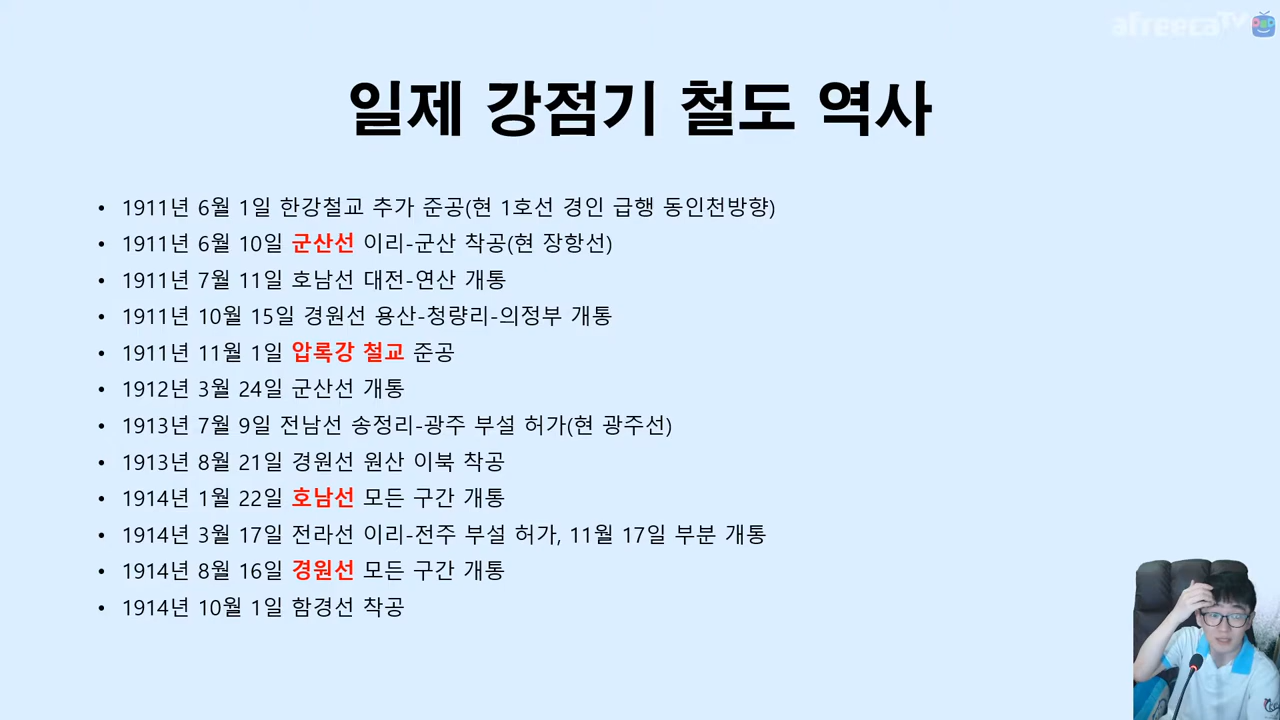 afreecaTV
일제 강점기 철도 역사
• 1911년 6월 1일 한강철교 추가 준공(현 1호선 경인 급행 동인천방향)
• 1911년 6월 10일 군산선 이리-군산 착공(현 장항선)
• 1911년 7월 11일 호남선 대전-연산 개통
• 1911년 10월 15일 경원선 용산-청량리-의정부 개통
• 1911년 11월 1일 압록강 철교 준공
• 1912년 3월 24일 군산선 개통
• 1913년 7월 9일 전남선 송정리-광주 부설 허가(현 광주선)
• 1913년 8월 21일 경원선 원산 이북 착공
• 1914년 1월 22일 호남선 모든 구간 개통
• 1914년 3월 17일 전라선 이리-전주 부설 허가, 11월 17일 부분 개통
• 1914년 8월 16일 경원선 모든 구간 개통
• 1914년 10월 1일 함경선 착공